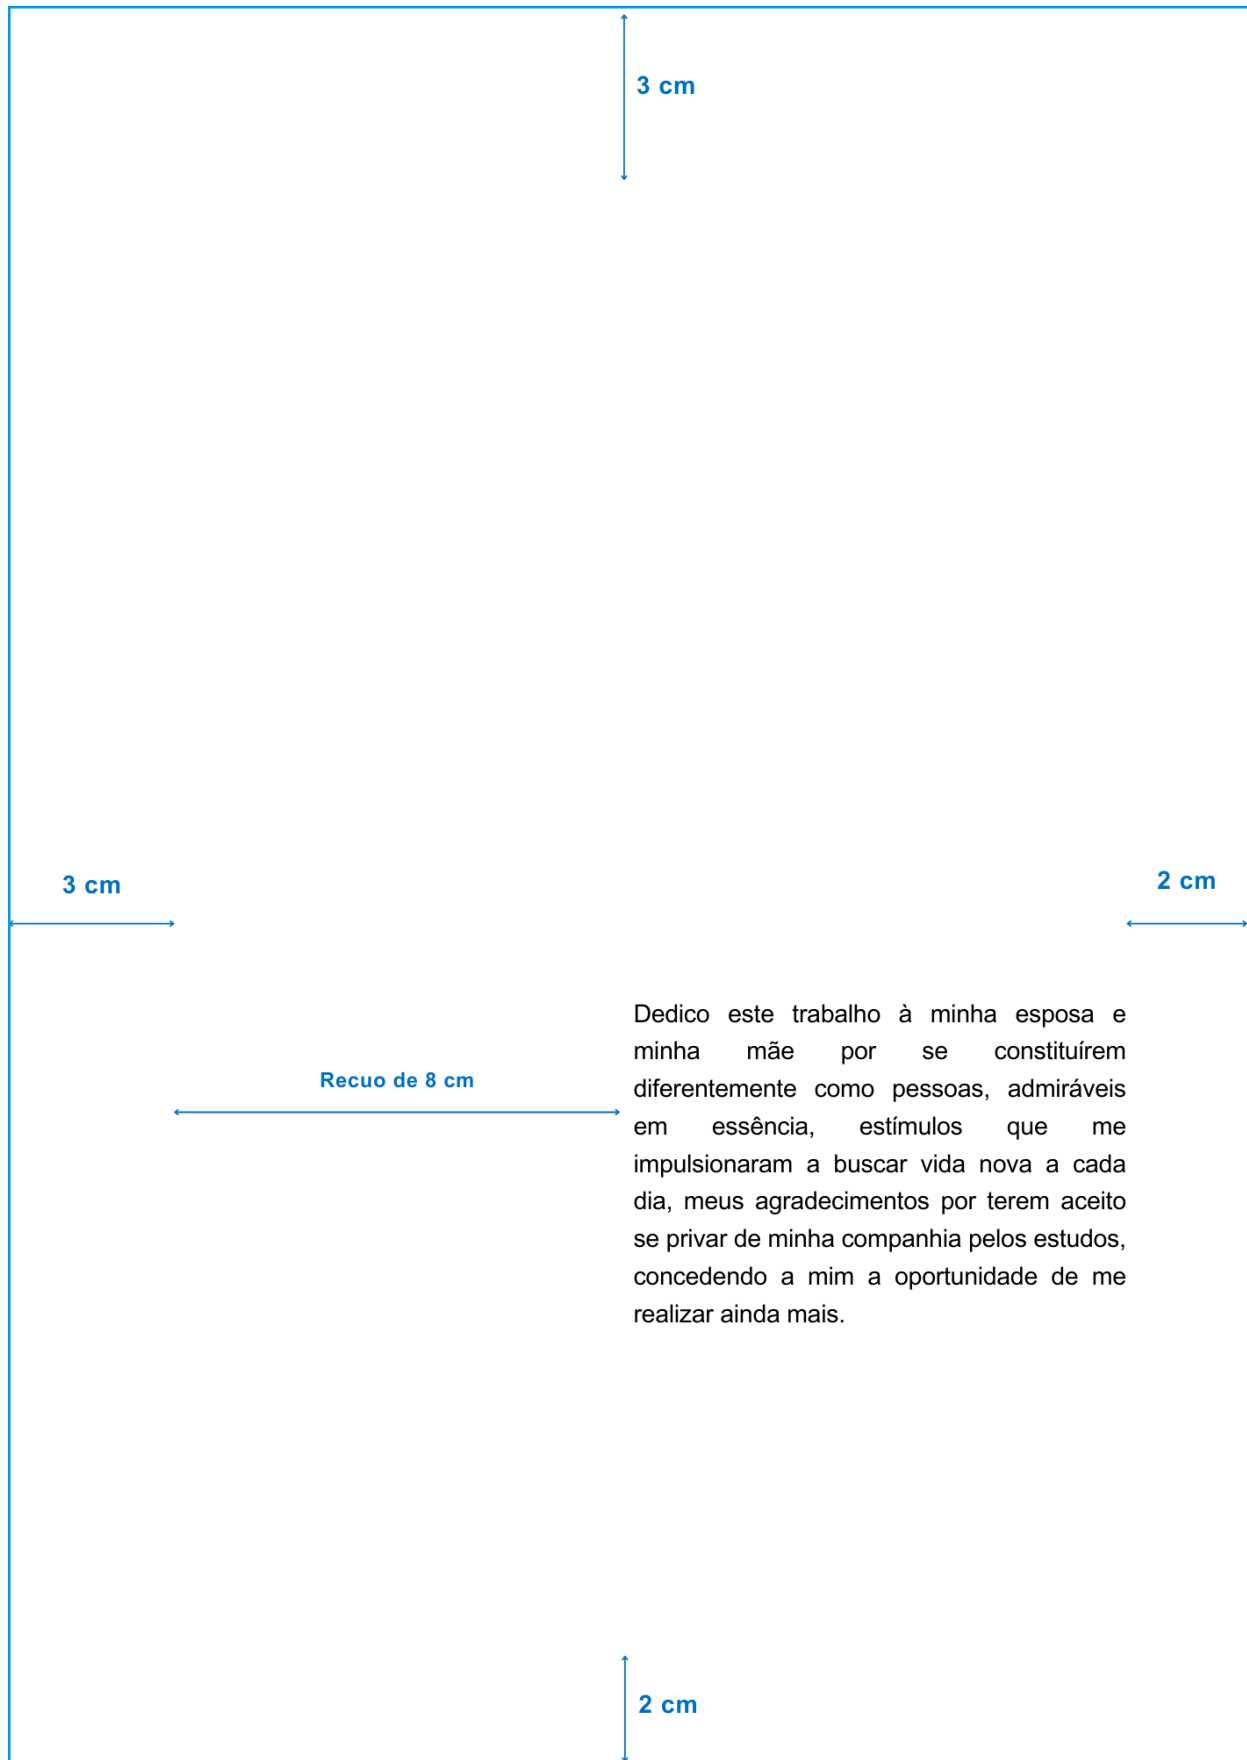 3 cm
3 cm
2 cm
Dedico este trabalho à minha esposa e
minha mãe por se constituírem
diferentemente como pessoas, admiráveis
em essência, estímulos que me
impulsionaram a buscar vida nova a cada
dia, meus agradecimentos por terem aceito
se privar de minha companhia pelos estudos,
concedendo a mim a oportunidade de me
realizar ainda mais.
Recuo de 8 cm
2 cm